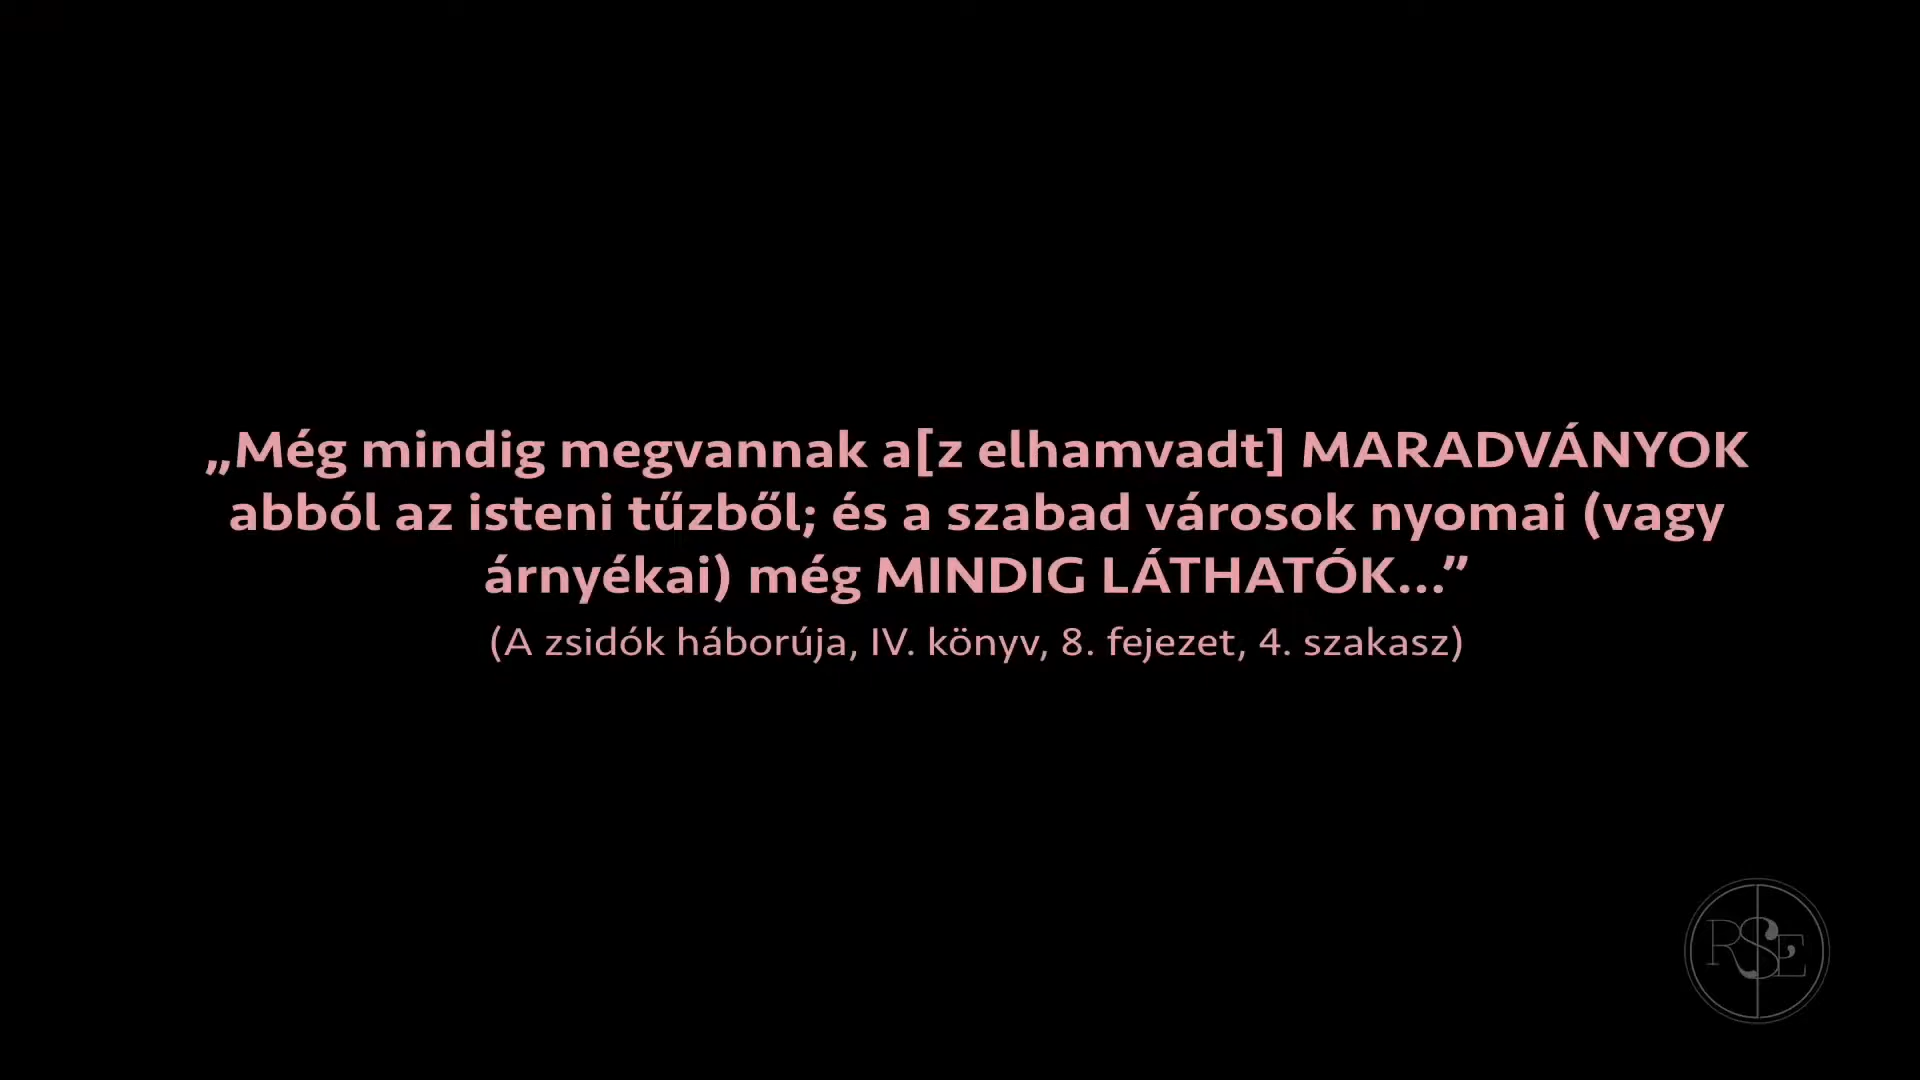 „Még mindig megvannak a[z elhamvadt] MARADVÁNYOK
abból az isteni tűzből; és a szabad városok nyomai (vagy
árnyékai) még MINDIG LÁTHATÓK...”
(A zsidók háborúja, IV. könyv, 8. fejezet, 4. szakasz)
RSE